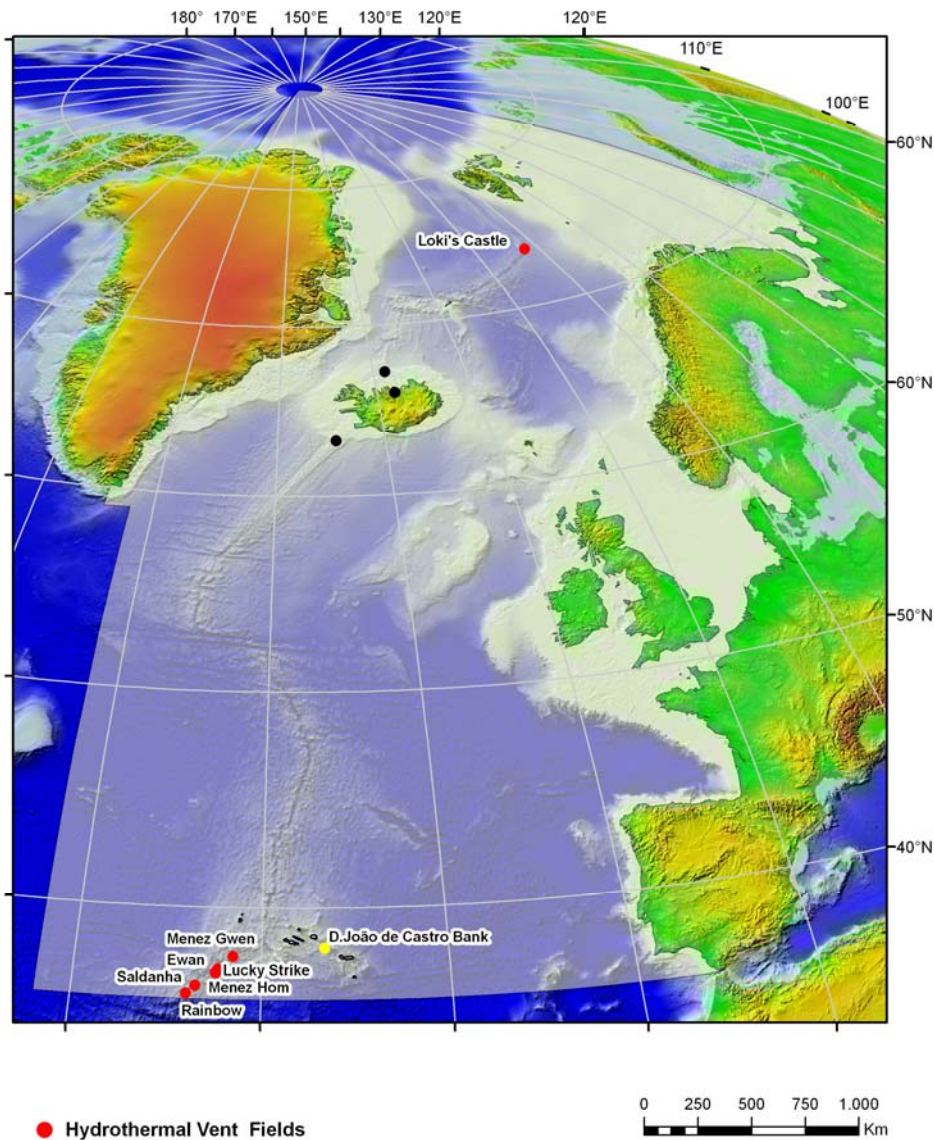 180° 170°E 150°E 130°E 120°E 120°E
110°E
100°E
60°N
Loki's Castle
60°N
50°N
40°N
Menez Gwen
D.João de Castro Bank
Ewan
Lucky Strike
Saldanha
Menez Hom
Rainbow
0 250 500 750 1.000
Km
Hydrothermal Vent Fields